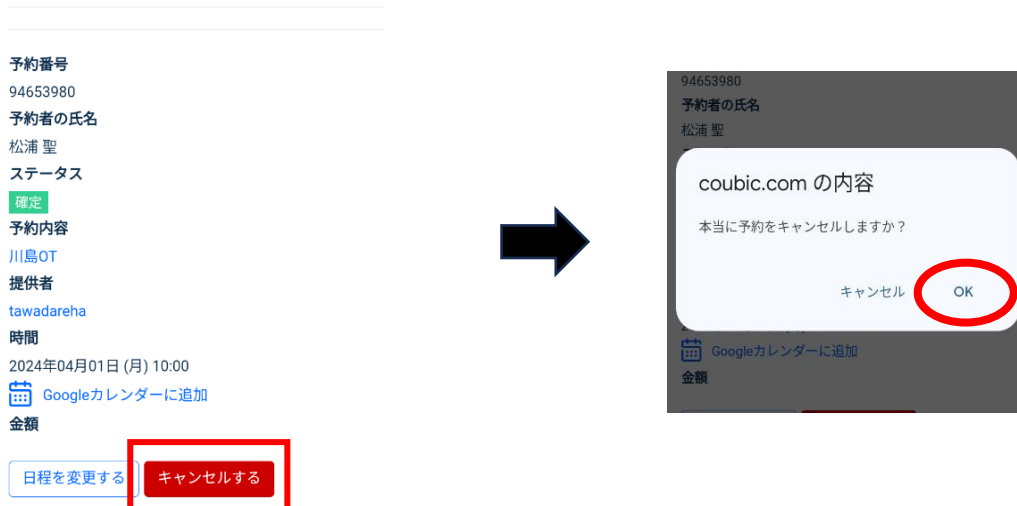 予約番号
94653980
予約者の氏名
松浦 聖
ステータス
確定
予約内容
川島OT
提供者
tawadareha
時間
2024年04月01日 (月) 10:00
Googleカレンダーに追加
金額
日程を変更する キャンセルする
94653980
予約者の氏名
松浦 聖
coubic.com の内容
本当に予約をキャンセルしますか？
キャンセル OK
Googleカレンダーに追加
金額